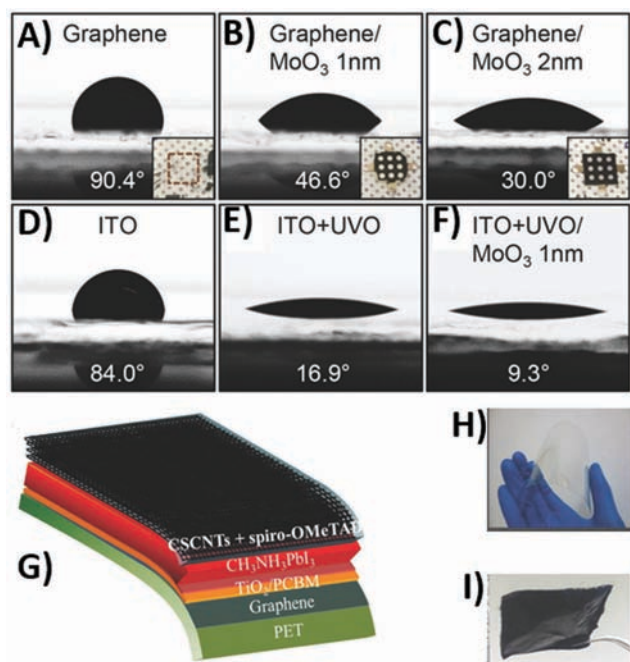 A) Graphene
90.4°
B) Graphene/
MoO₃ 1nm
46.6°
C) Graphene/
MoO₃ 2nm
30.0°
D) ITO
84.0°
E) ITO+UVO
16.9°
F) ITO+UVO/
MoO₃ 1nm
9.3°
G)
CSCNTs + spiro-OMeTAD
CH₃NH₃PbI₃
TiO₂/PCBM
Graphene
PET
H)
I)